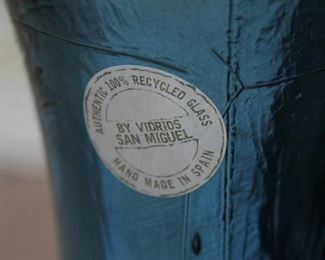 AUTHENTIC 100% RECYCLED GLASS
BY VIDRIOS
SAN MIGUEL
HAND MADE IN SPAIN